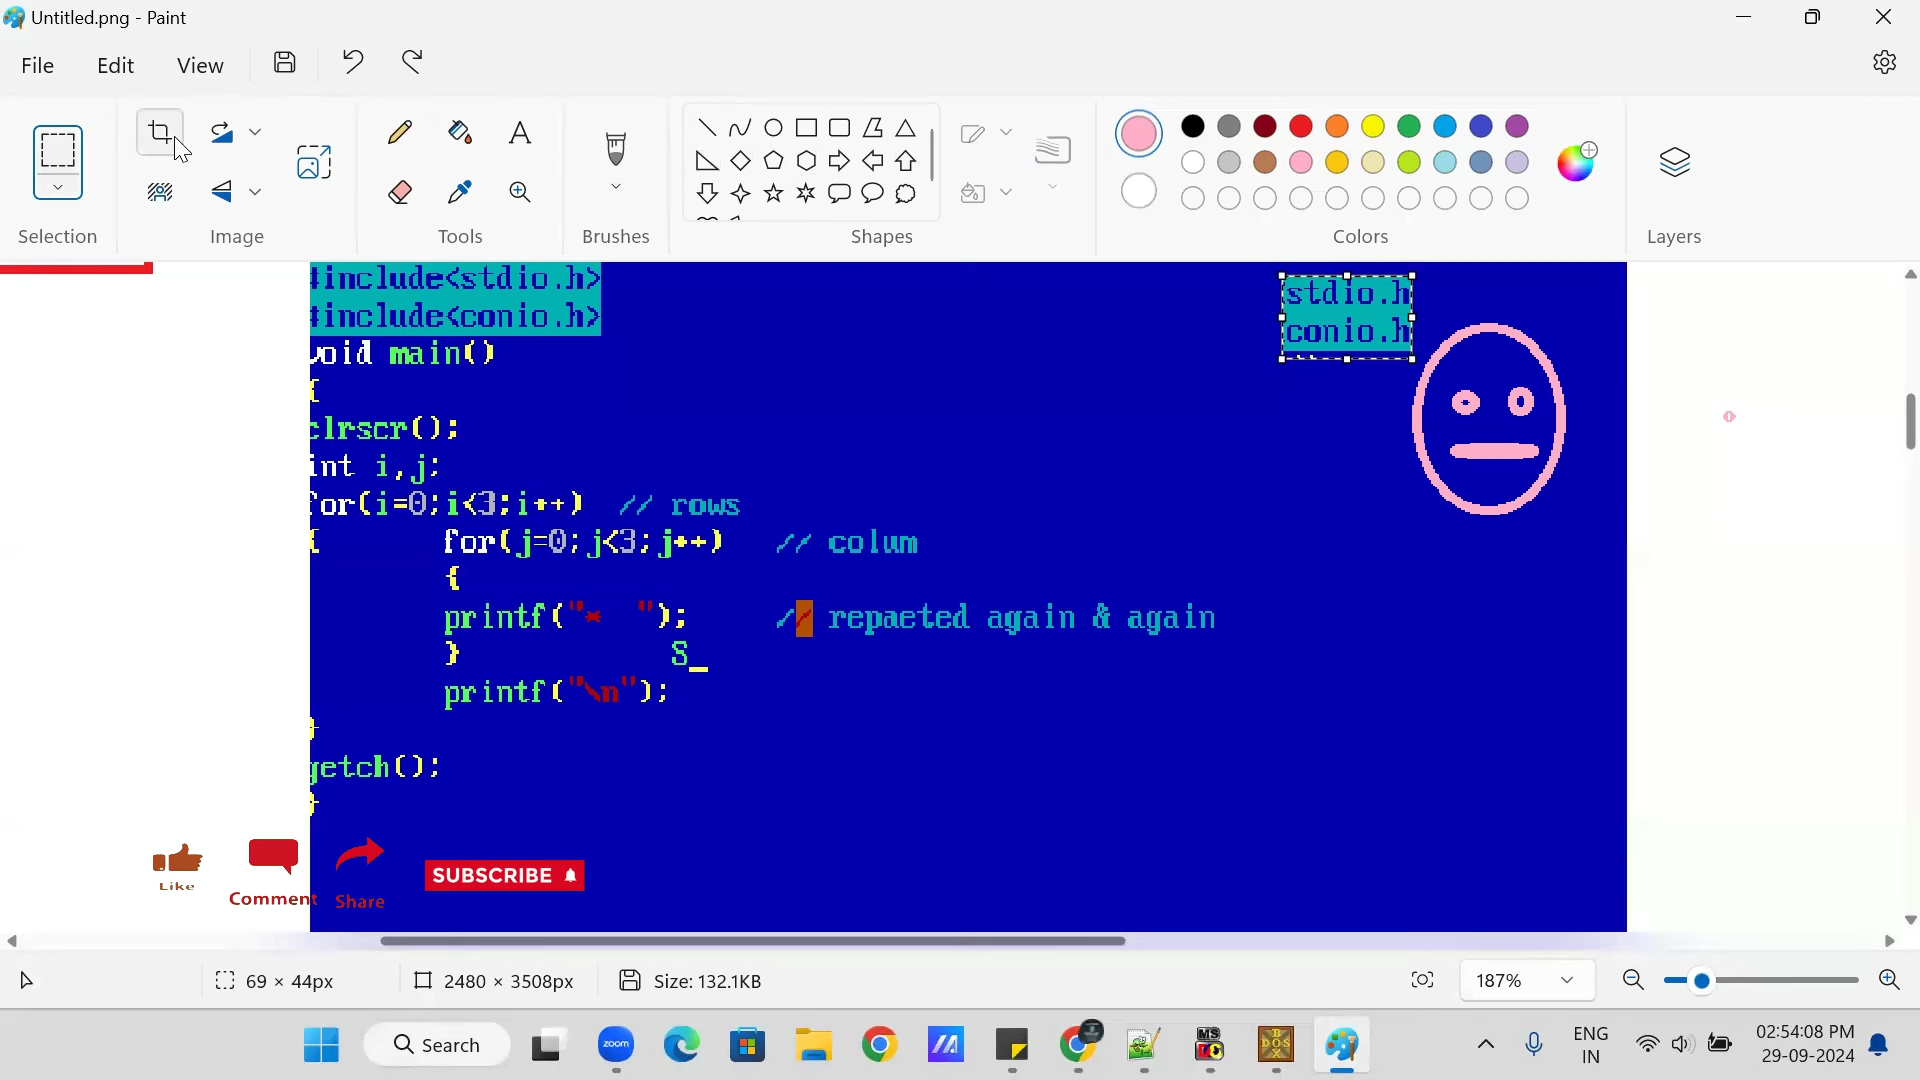 Untitled.png - Paint
File Edit View
Selection
Image
Tools
Brushes
Shapes
Colors
Layers
#include<stdio.h>
#include<conio.h>
void main()
{
clrscr();
int i,j;
for(i=0;i<3;i++) // rows
{ for(j=0;j<3;j++) // colum
{
printf("* "); // repaeted again & again
} S_
printf("\n");
}
getch();
}
stdio.h
conio.h
Like
Comment
Share
SUBSCRIBE
69 × 44px
2480 × 3508px
Size: 132.1KB
187%
Search
zoom
MS
DOS
ENG
IN
02:54:08 PM
29-09-2024